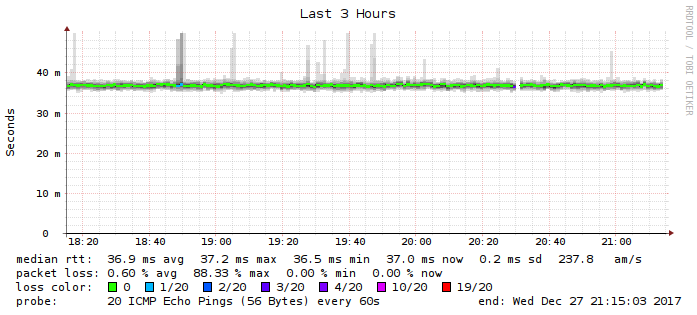 Last 3 Hours
RRDTOOL / TOBI OETIKER
Seconds
40 m
30 m
20 m
10 m
0
18:20 18:40 19:00 19:20 19:40 20:00 20:20 20:40 21:00
median rtt: 36.9 ms avg 37.2 ms max 36.5 ms min 37.0 ms now 0.2 ms sd 237.8 am/s
packet loss: 0.60 % avg 88.33 % max 0.00 % min 0.00 % now
loss color: 0 1/20 2/20 3/20 4/20 10/20 19/20
probe: 20 ICMP Echo Pings (56 Bytes) every 60s end: Wed Dec 27 21:15:03 2017